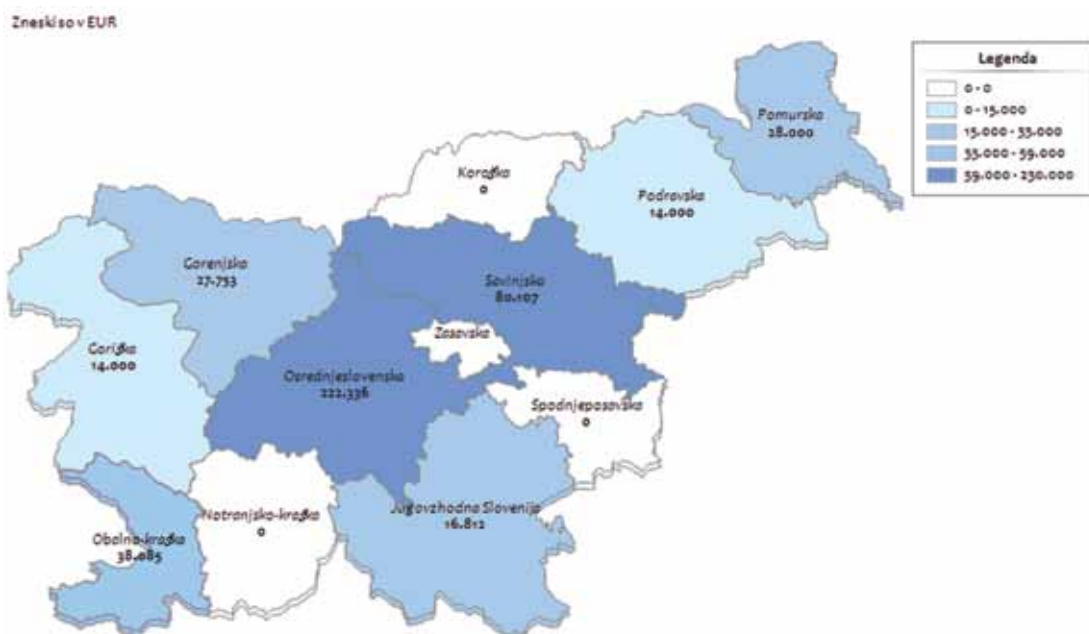 Zneski so v EUR
Legenda
0 - 0
0 - 15.000
15.000 - 33.000
33.000 - 59.000
59.000 - 230.000
Pomurska
28.000
Koroška
0
Podravska
14.000
Gorenjska
27.753
Savinjska
80.107
Zasavska
Goriška
14.000
Osrednjeslovenska
222.336
Spodnjeposavska
0
Notranjsko-kraška
0
Jugovzhodna Slovenija
16.812
Obalno-kraška
38.085